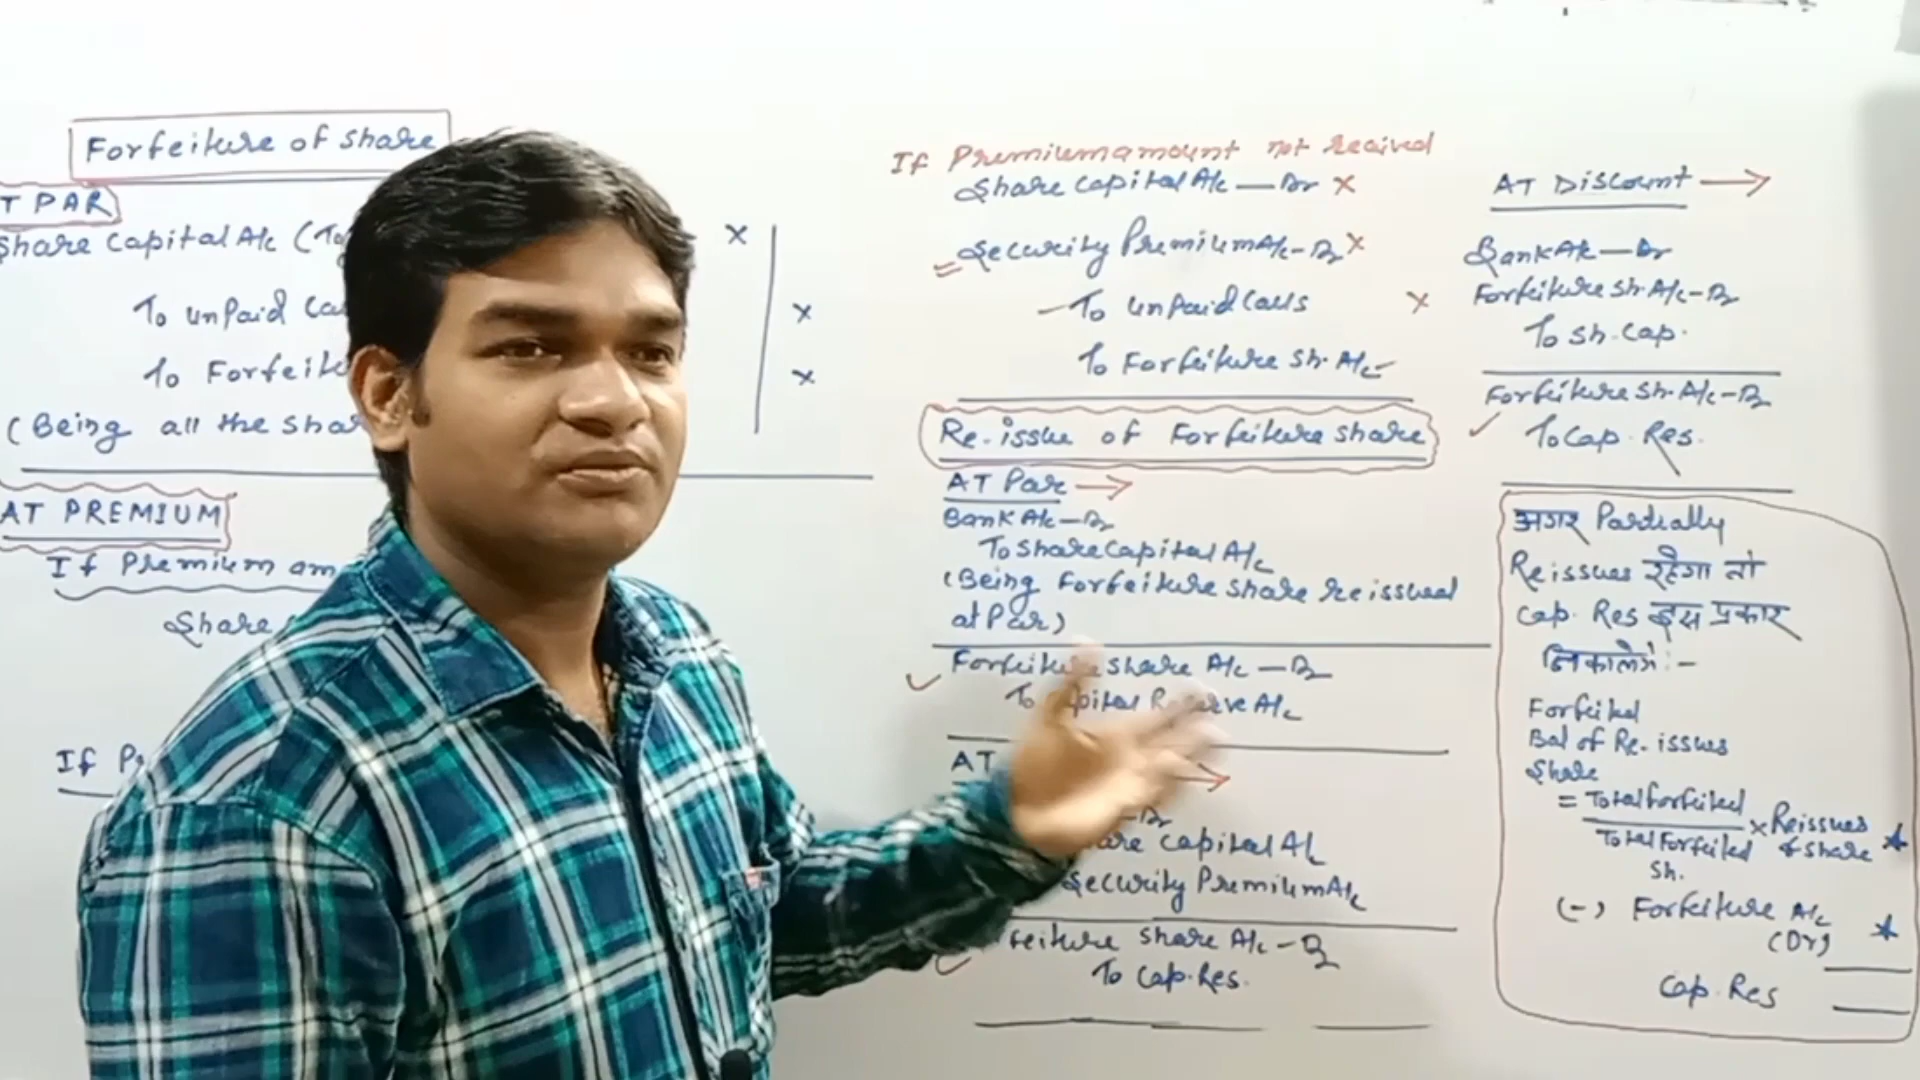 Forfeiture of share
T PAR
Share Capital A/c (To
x
To unpaid Ca
x
To Forfeit
x
(Being all the shar
AT PREMIUM
If Premium am
Share
If P
If Premium amount not received
Share Capital A/c — Dr x
Security Premium A/c - Dr x
To unpaid Calls x
To Forfeiture Sh. A/c
Re-issue of Forfeiture share
AT Par →
Bank A/c - Dr
To Share Capital A/c
(Being Forfeiture share reissued
at Par)
Forfeiture share A/c - Dr
To Capital Reserve A/c
AT
- Dr
are Capital A/c
Security Premium A/c
feiture share A/c - Dr
To Cap. Res.
AT Discount →
Bank A/c — Dr
Forfeiture sh. A/c - Dr
To Sh. Cap.
Forfeiture Sh. A/c - Dr
To Cap. Res.
अगर Partially
Reissues रहेगा तो
Cap. Res इस प्रकार
निकालेंगे :-
Forfeited
Bal of Re-issues
Share
= Total forfeited × Reissues
Total Forfeited of Share
Sh.
(-) Forfeiture A/c
(Dr)
Cap. Res